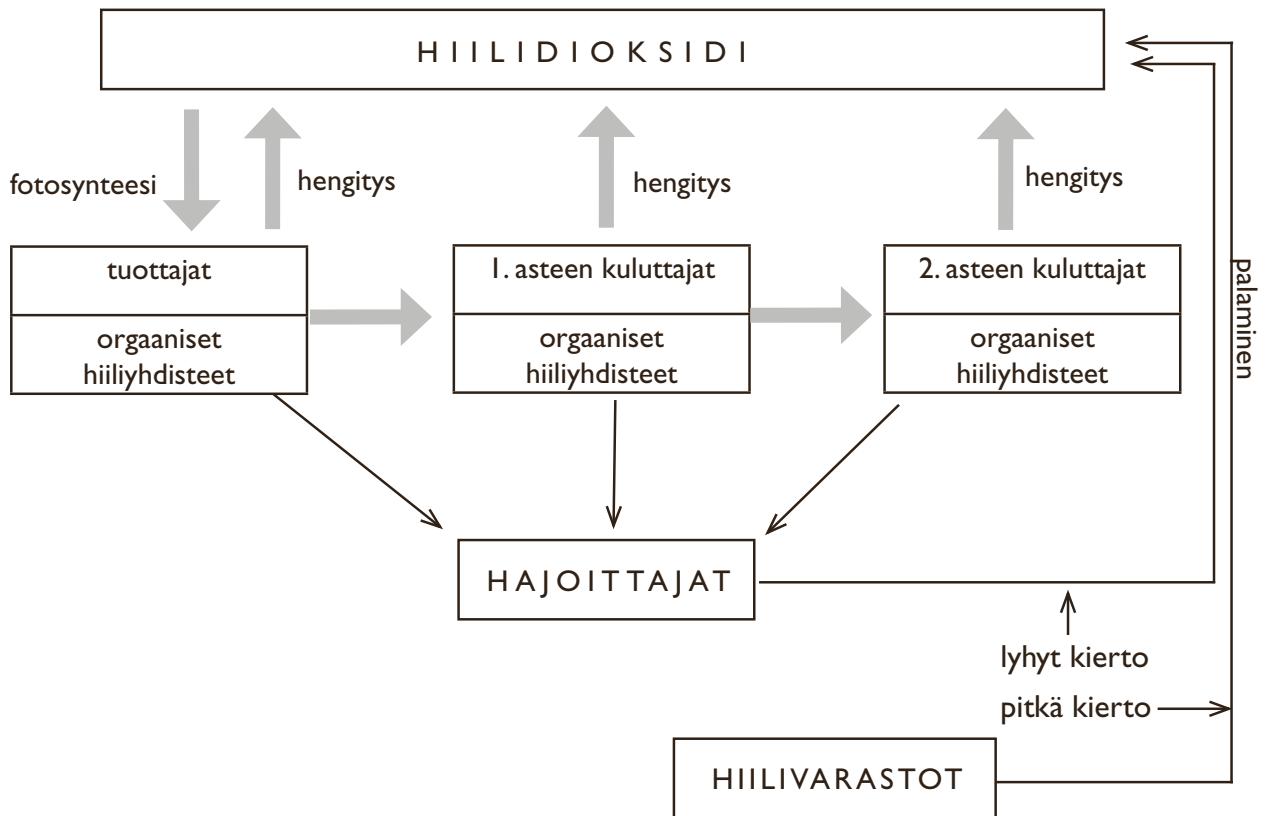 HIILIDIOKSIDI
fotosynteesi
hengitys
hengitys
hengitys
tuottajat
orgaaniset
hiiliyhdisteet
1. asteen kuluttajat
orgaaniset
hiiliyhdisteet
2. asteen kuluttajat
orgaaniset
hiiliyhdisteet
palaminen
HAJOITTAJAT
lyhyt kierto
pitkä kierto
HIILIVARASTOT